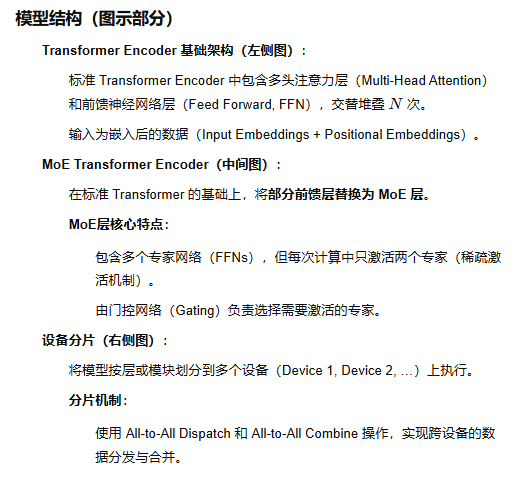 模型结构（图示部分）
Transformer Encoder 基础架构（左侧图）：
标准 Transformer Encoder 中包含多头注意力层（Multi-Head Attention）
和前馈神经网络层（Feed Forward, FFN），交替堆叠 N 次。
输入为嵌入后的数据（Input Embeddings + Positional Embeddings）。
MoE Transformer Encoder（中间图）：
在标准 Transformer 的基础上，将部分前馈层替换为 MoE 层。
MoE层核心特点：
包含多个专家网络（FFNs），但每次计算中只激活两个专家（稀疏激
活机制）。
由门控网络（Gating）负责选择需要激活的专家。
设备分片（右侧图）：
将模型按层或模块划分到多个设备（Device 1, Device 2, ...）上执行。
分片机制：
使用 All-to-All Dispatch 和 All-to-All Combine 操作，实现跨设备的数
据分发与合并。